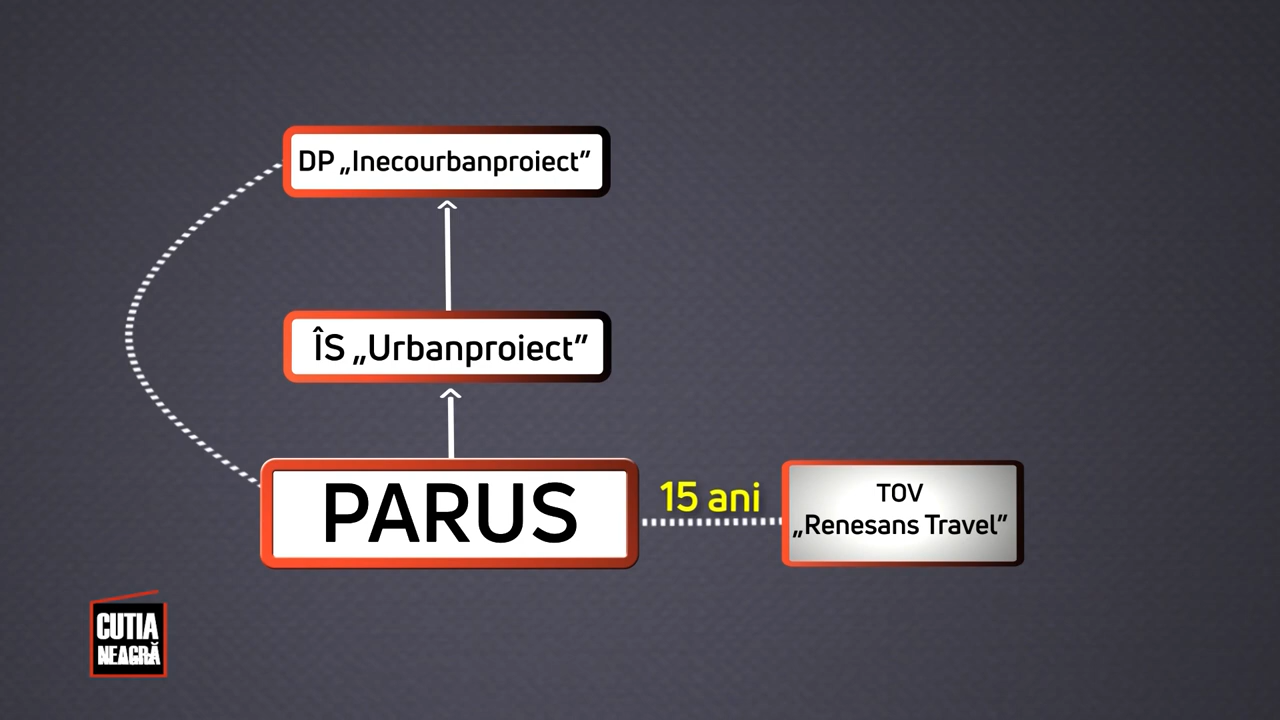 DP „Inecourbanproiect”
ÎS „Urbanproiect”
PARUS
15 ani
TOV
„Renesans Travel”
CUTIA
NEAGRĂ